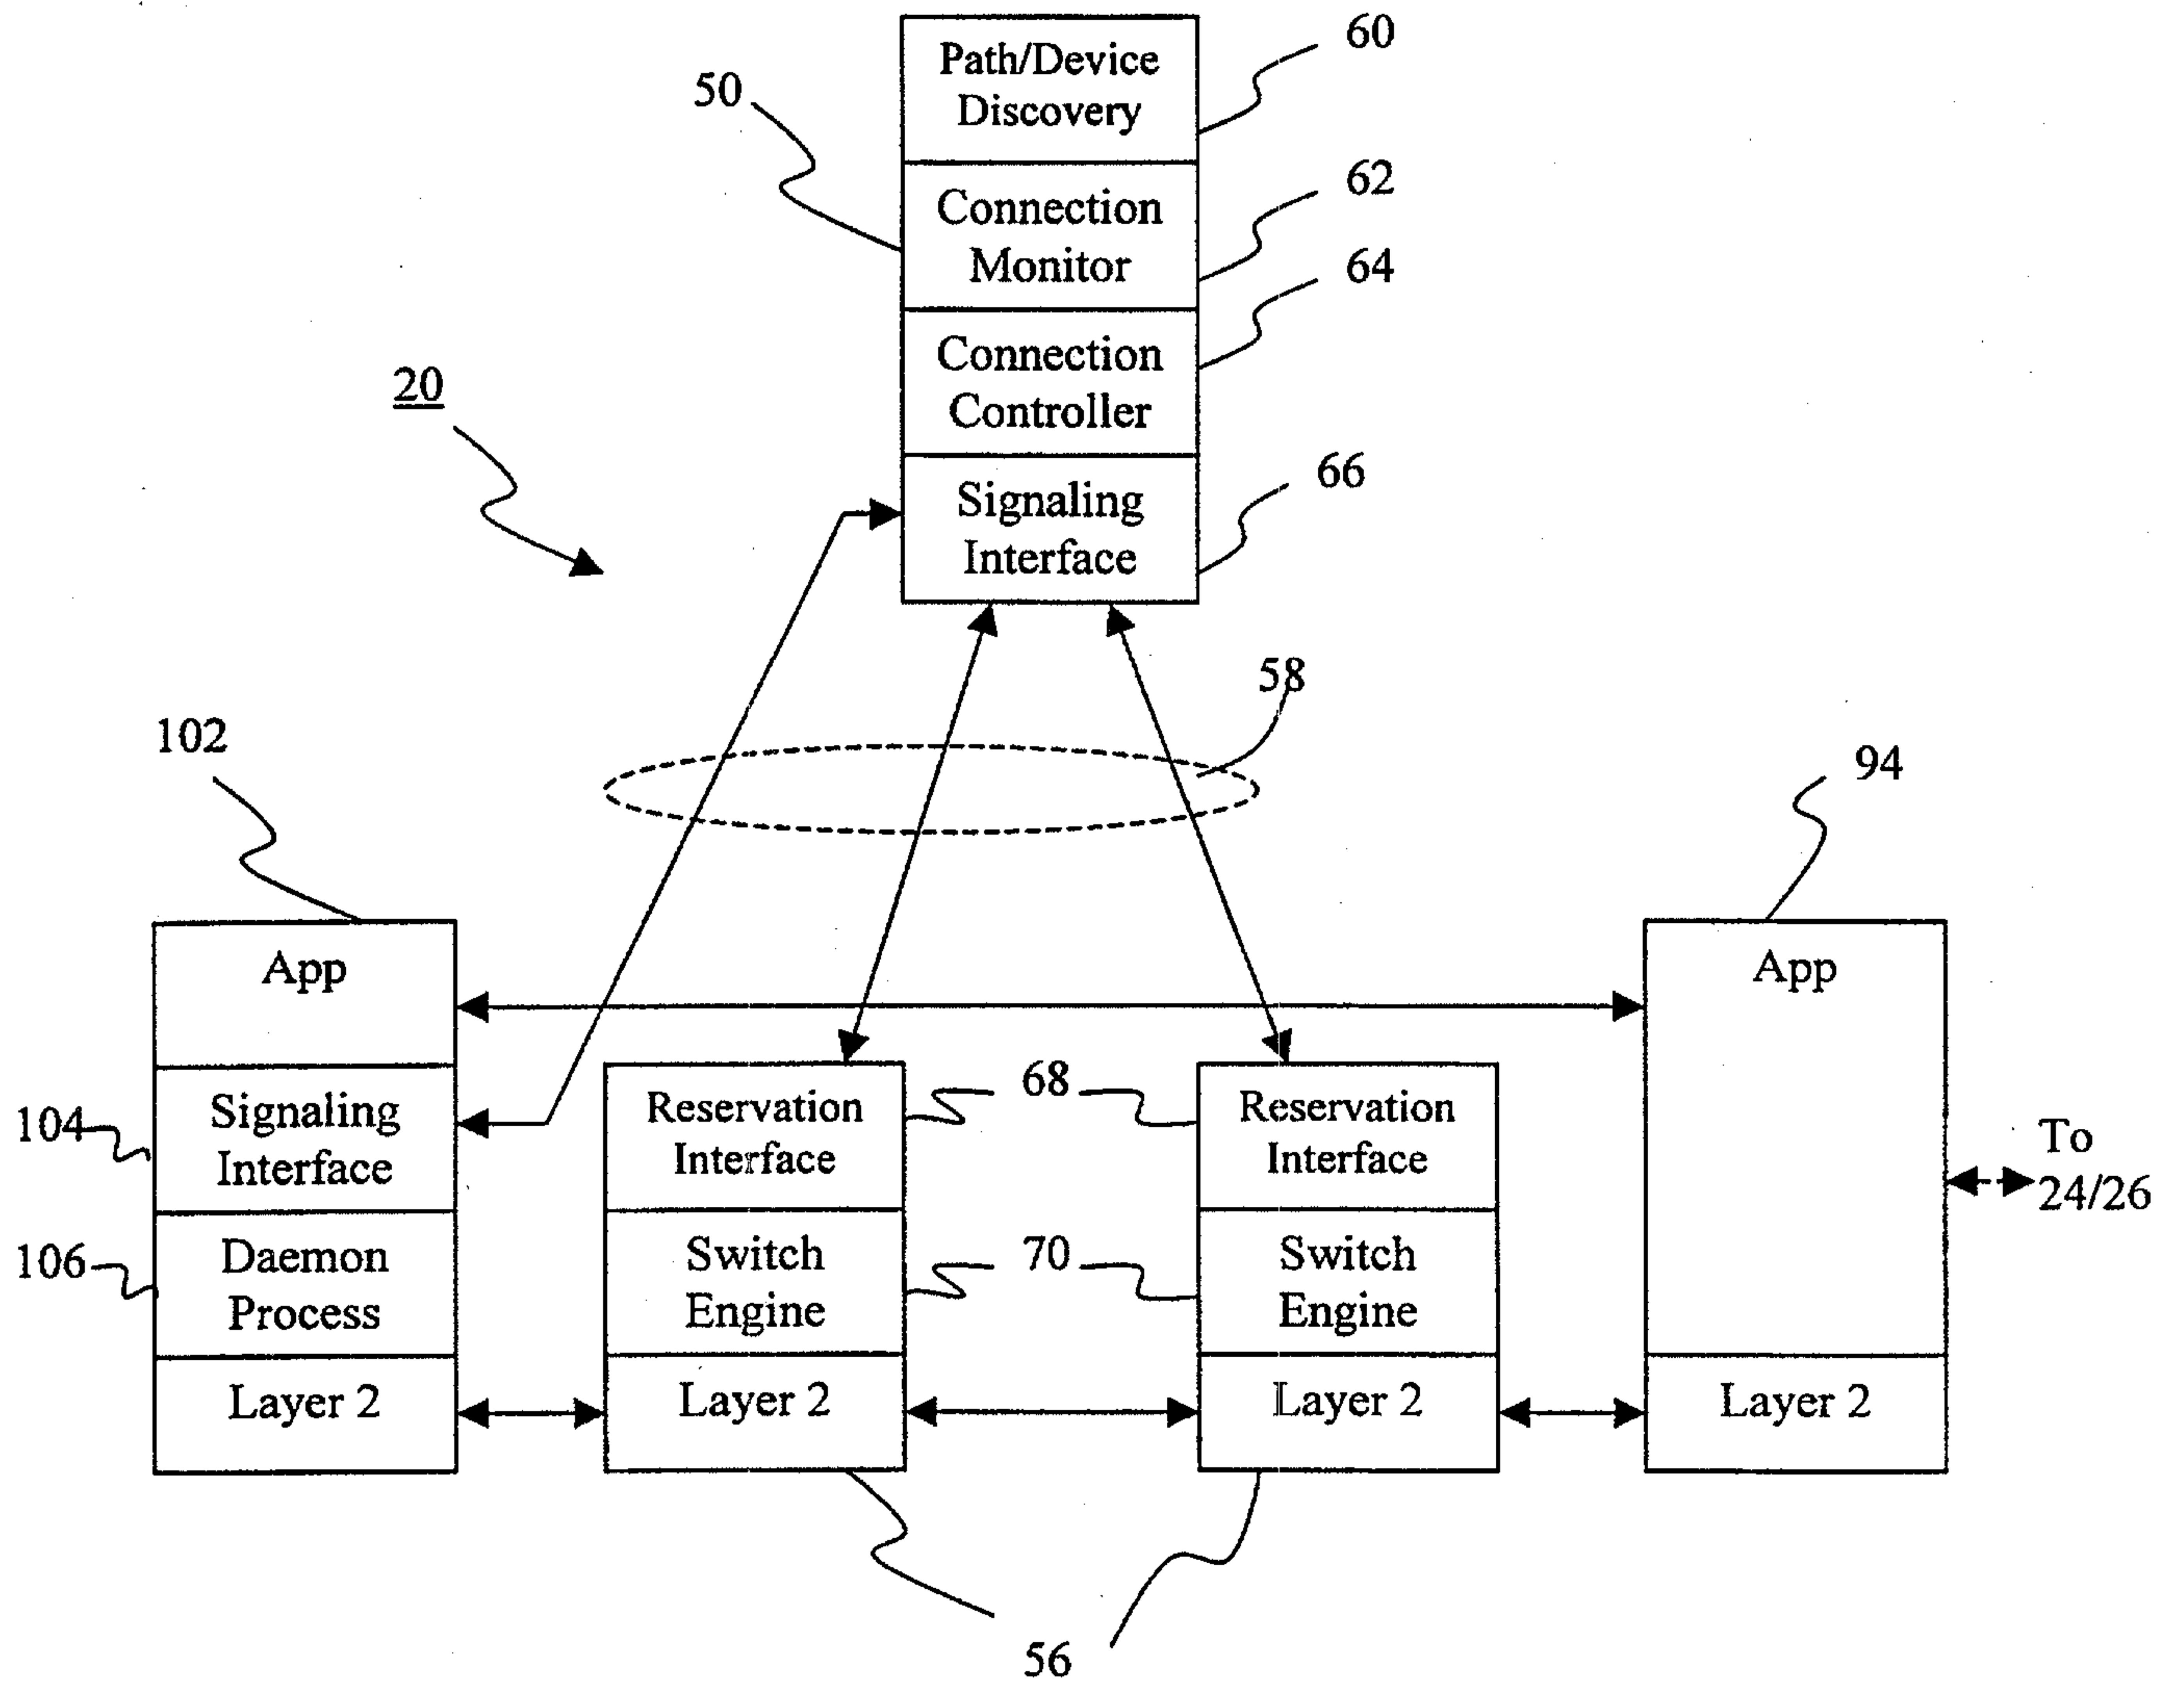 60
Path/Device
Discovery
50
62
Connection
Monitor
64
Connection
Controller
20
66
Signaling
Interface
58
102
94
App
App
68
104
Signaling
Interface
Reservation
Interface
Reservation
Interface
To
24/26
106
Daemon
Process
70
Switch
Engine
Switch
Engine
Layer 2
Layer 2
Layer 2
Layer 2
56